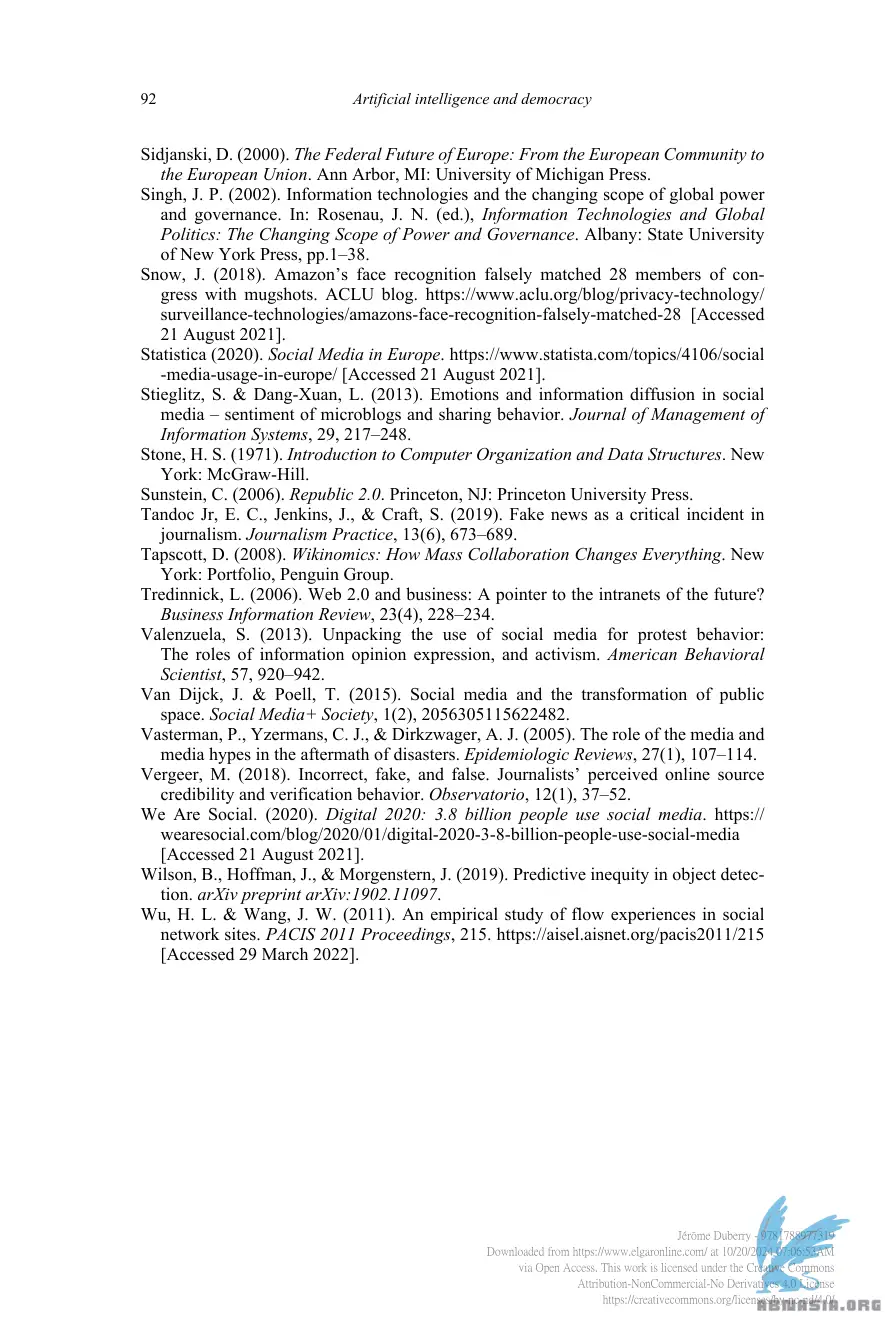 92
Artificial intelligence and democracy
Sidjanski, D. (2000). The Federal Future of Europe: From the European Community to
the European Union. Ann Arbor, MI: University of Michigan Press.
Singh, J. P. (2002). Information technologies and the changing scope of global power
and governance. In: Rosenau, J. N. (ed.), Information Technologies and Global
Politics: The Changing Scope of Power and Governance. Albany: State University
of New York Press, pp.1–38.
Snow, J. (2018). Amazon’s face recognition falsely matched 28 members of con-
gress with mugshots. ACLU blog. https://www.aclu.org/blog/privacy-technology/
surveillance-technologies/amazons-face-recognition-falsely-matched-28 [Accessed
21 August 2021].
Statistica (2020). Social Media in Europe. https://www.statista.com/topics/4106/social
-media-usage-in-europe/ [Accessed 21 August 2021].
Stieglitz, S. & Dang-Xuan, L. (2013). Emotions and information diffusion in social
media – sentiment of microblogs and sharing behavior. Journal of Management of
Information Systems, 29, 217–248.
Stone, H. S. (1971). Introduction to Computer Organization and Data Structures. New
York: McGraw-Hill.
Sunstein, C. (2006). Republic 2.0. Princeton, NJ: Princeton University Press.
Tandoc Jr, E. C., Jenkins, J., & Craft, S. (2019). Fake news as a critical incident in
journalism. Journalism Practice, 13(6), 673–689.
Tapscott, D. (2008). Wikinomics: How Mass Collaboration Changes Everything. New
York: Portfolio, Penguin Group.
Tredinnick, L. (2006). Web 2.0 and business: A pointer to the intranets of the future?
Business Information Review, 23(4), 228–234.
Valenzuela, S. (2013). Unpacking the use of social media for protest behavior:
The roles of information opinion expression, and activism. American Behavioral
Scientist, 57, 920–942.
Van Dijck, J. & Poell, T. (2015). Social media and the transformation of public
space. Social Media+ Society, 1(2), 2056305115622482.
Vasterman, P., Yzermans, C. J., & Dirkzwager, A. J. (2005). The role of the media and
media hypes in the aftermath of disasters. Epidemiologic Reviews, 27(1), 107–114.
Vergeer, M. (2018). Incorrect, fake, and false. Journalists’ perceived online source
credibility and verification behavior. Observatorio, 12(1), 37–52.
We Are Social. (2020). Digital 2020: 3.8 billion people use social media. https://
wearesocial.com/blog/2020/01/digital-2020-3-8-billion-people-use-social-media
[Accessed 21 August 2021].
Wilson, B., Hoffman, J., & Morgenstern, J. (2019). Predictive inequity in object detec-
tion. arXiv preprint arXiv:1902.11097.
Wu, H. L. & Wang, J. W. (2011). An empirical study of flow experiences in social
network sites. PACIS 2011 Proceedings, 215. https://aisel.aisnet.org/pacis2011/215
[Accessed 29 March 2022].
Jérôme Duberry - 9781788977319
Downloaded from https://www.elgaronline.com/ at 10/20/2024 07:06:52AM
via Open Access. This work is licensed under the Creative Commons
Attribution-NonCommercial-No Derivatives 4.0 License
https://creativecommons.org/licenses/by-nc-nd/4.0/
ABTMASIA.ORG